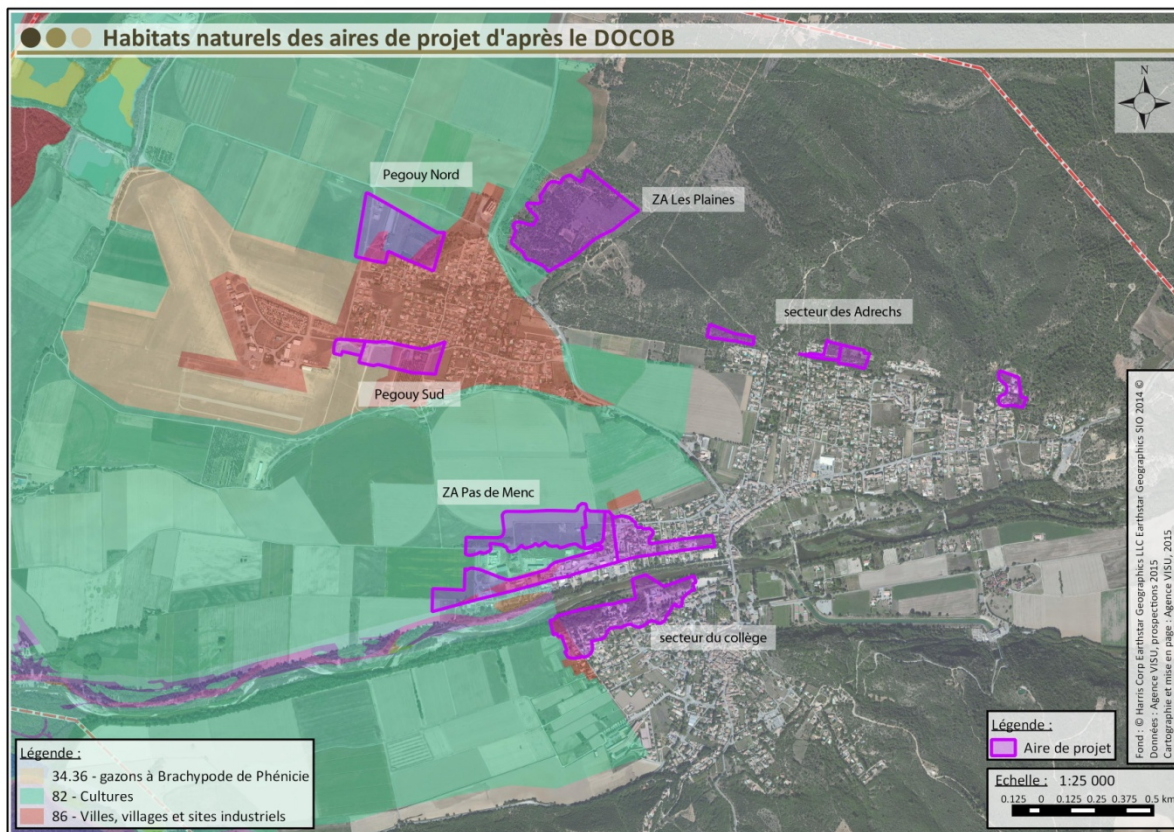 Habitats naturels des aires de projet d'après le DOCOB
N
Pegouy Nord
ZA Les Plaines
secteur des Adrechs
Pegouy Sud
ZA Pas de Menc
secteur du collège
Fond : © Harris Corp Earthstar Geographics LLC Earthstar Geographics SIO 2014 ©
Données : Agence VISU, prospections 2015
Cartographie et mise en page : Agence VISU, 2015
Légende :
34.36 - gazons à Brachypode de Phénicie
82 - Cultures
86 - Villes, villages et sites industriels
Légende :
Aire de projet
Echelle : 1:25 000
0.125 0 0.125 0.25 0.375 0.5 km